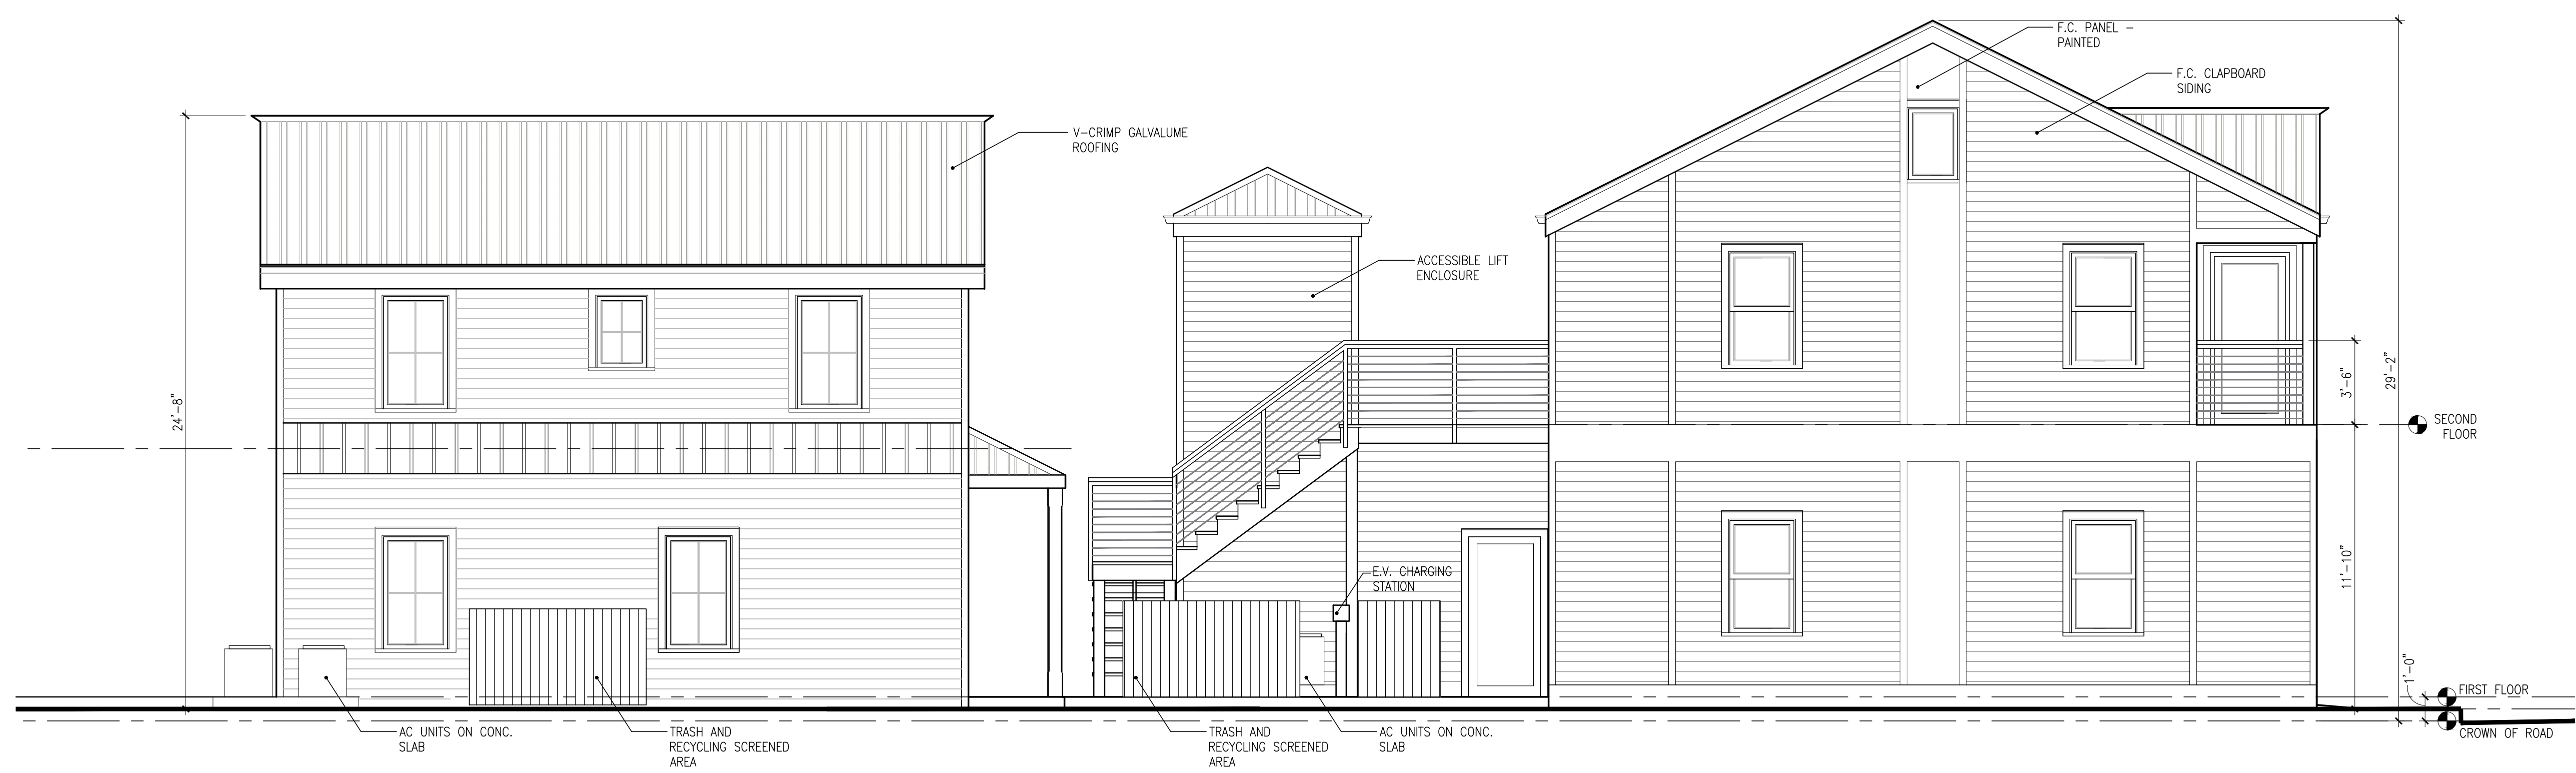 F.C. PANEL –
PAINTED
F.C. CLAPBOARD
SIDING
V-CRIMP GALVALUME
ROOFING
ACCESSIBLE LIFT
ENCLOSURE
24'-8"
3'-6"
29'-2"
SECOND
FLOOR
11'-10"
E.V. CHARGING
STATION
1'-0"
FIRST FLOOR
CROWN OF ROAD
AC UNITS ON CONC.
SLAB
TRASH AND
RECYCLING SCREENED
AREA
TRASH AND
RECYCLING SCREENED
AREA
AC UNITS ON CONC.
SLAB